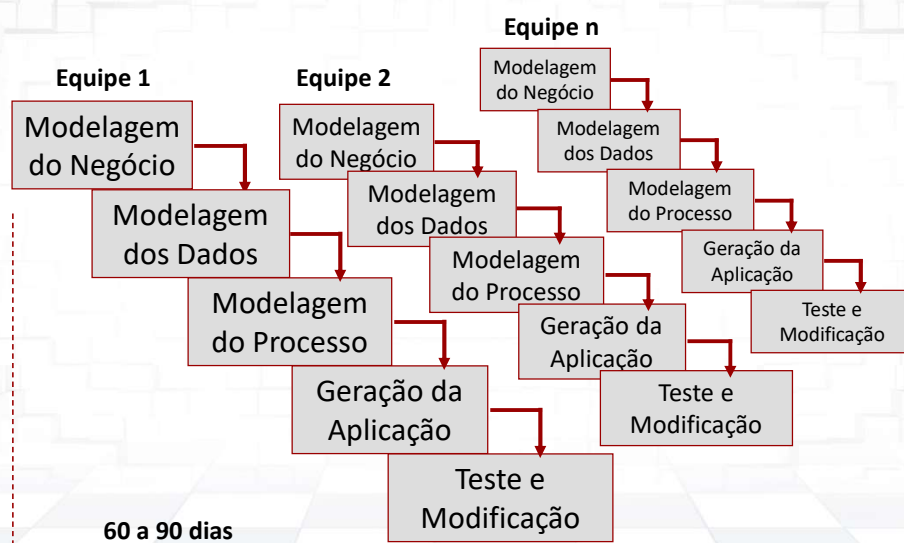 Equipe 1
Modelagem
do Negócio
Modelagem
dos Dados
Modelagem
do Processo
Geração da
Aplicação
Teste e
Modificação
Equipe 2
Modelagem
do Negócio
Modelagem
dos Dados
Modelagem
do Processo
Geração da
Aplicação
Teste e
Modificação
Equipe n
Modelagem
do Negócio
Modelagem
dos Dados
Modelagem
do Processo
Geração da
Aplicação
Teste e
Modificação
60 a 90 dias